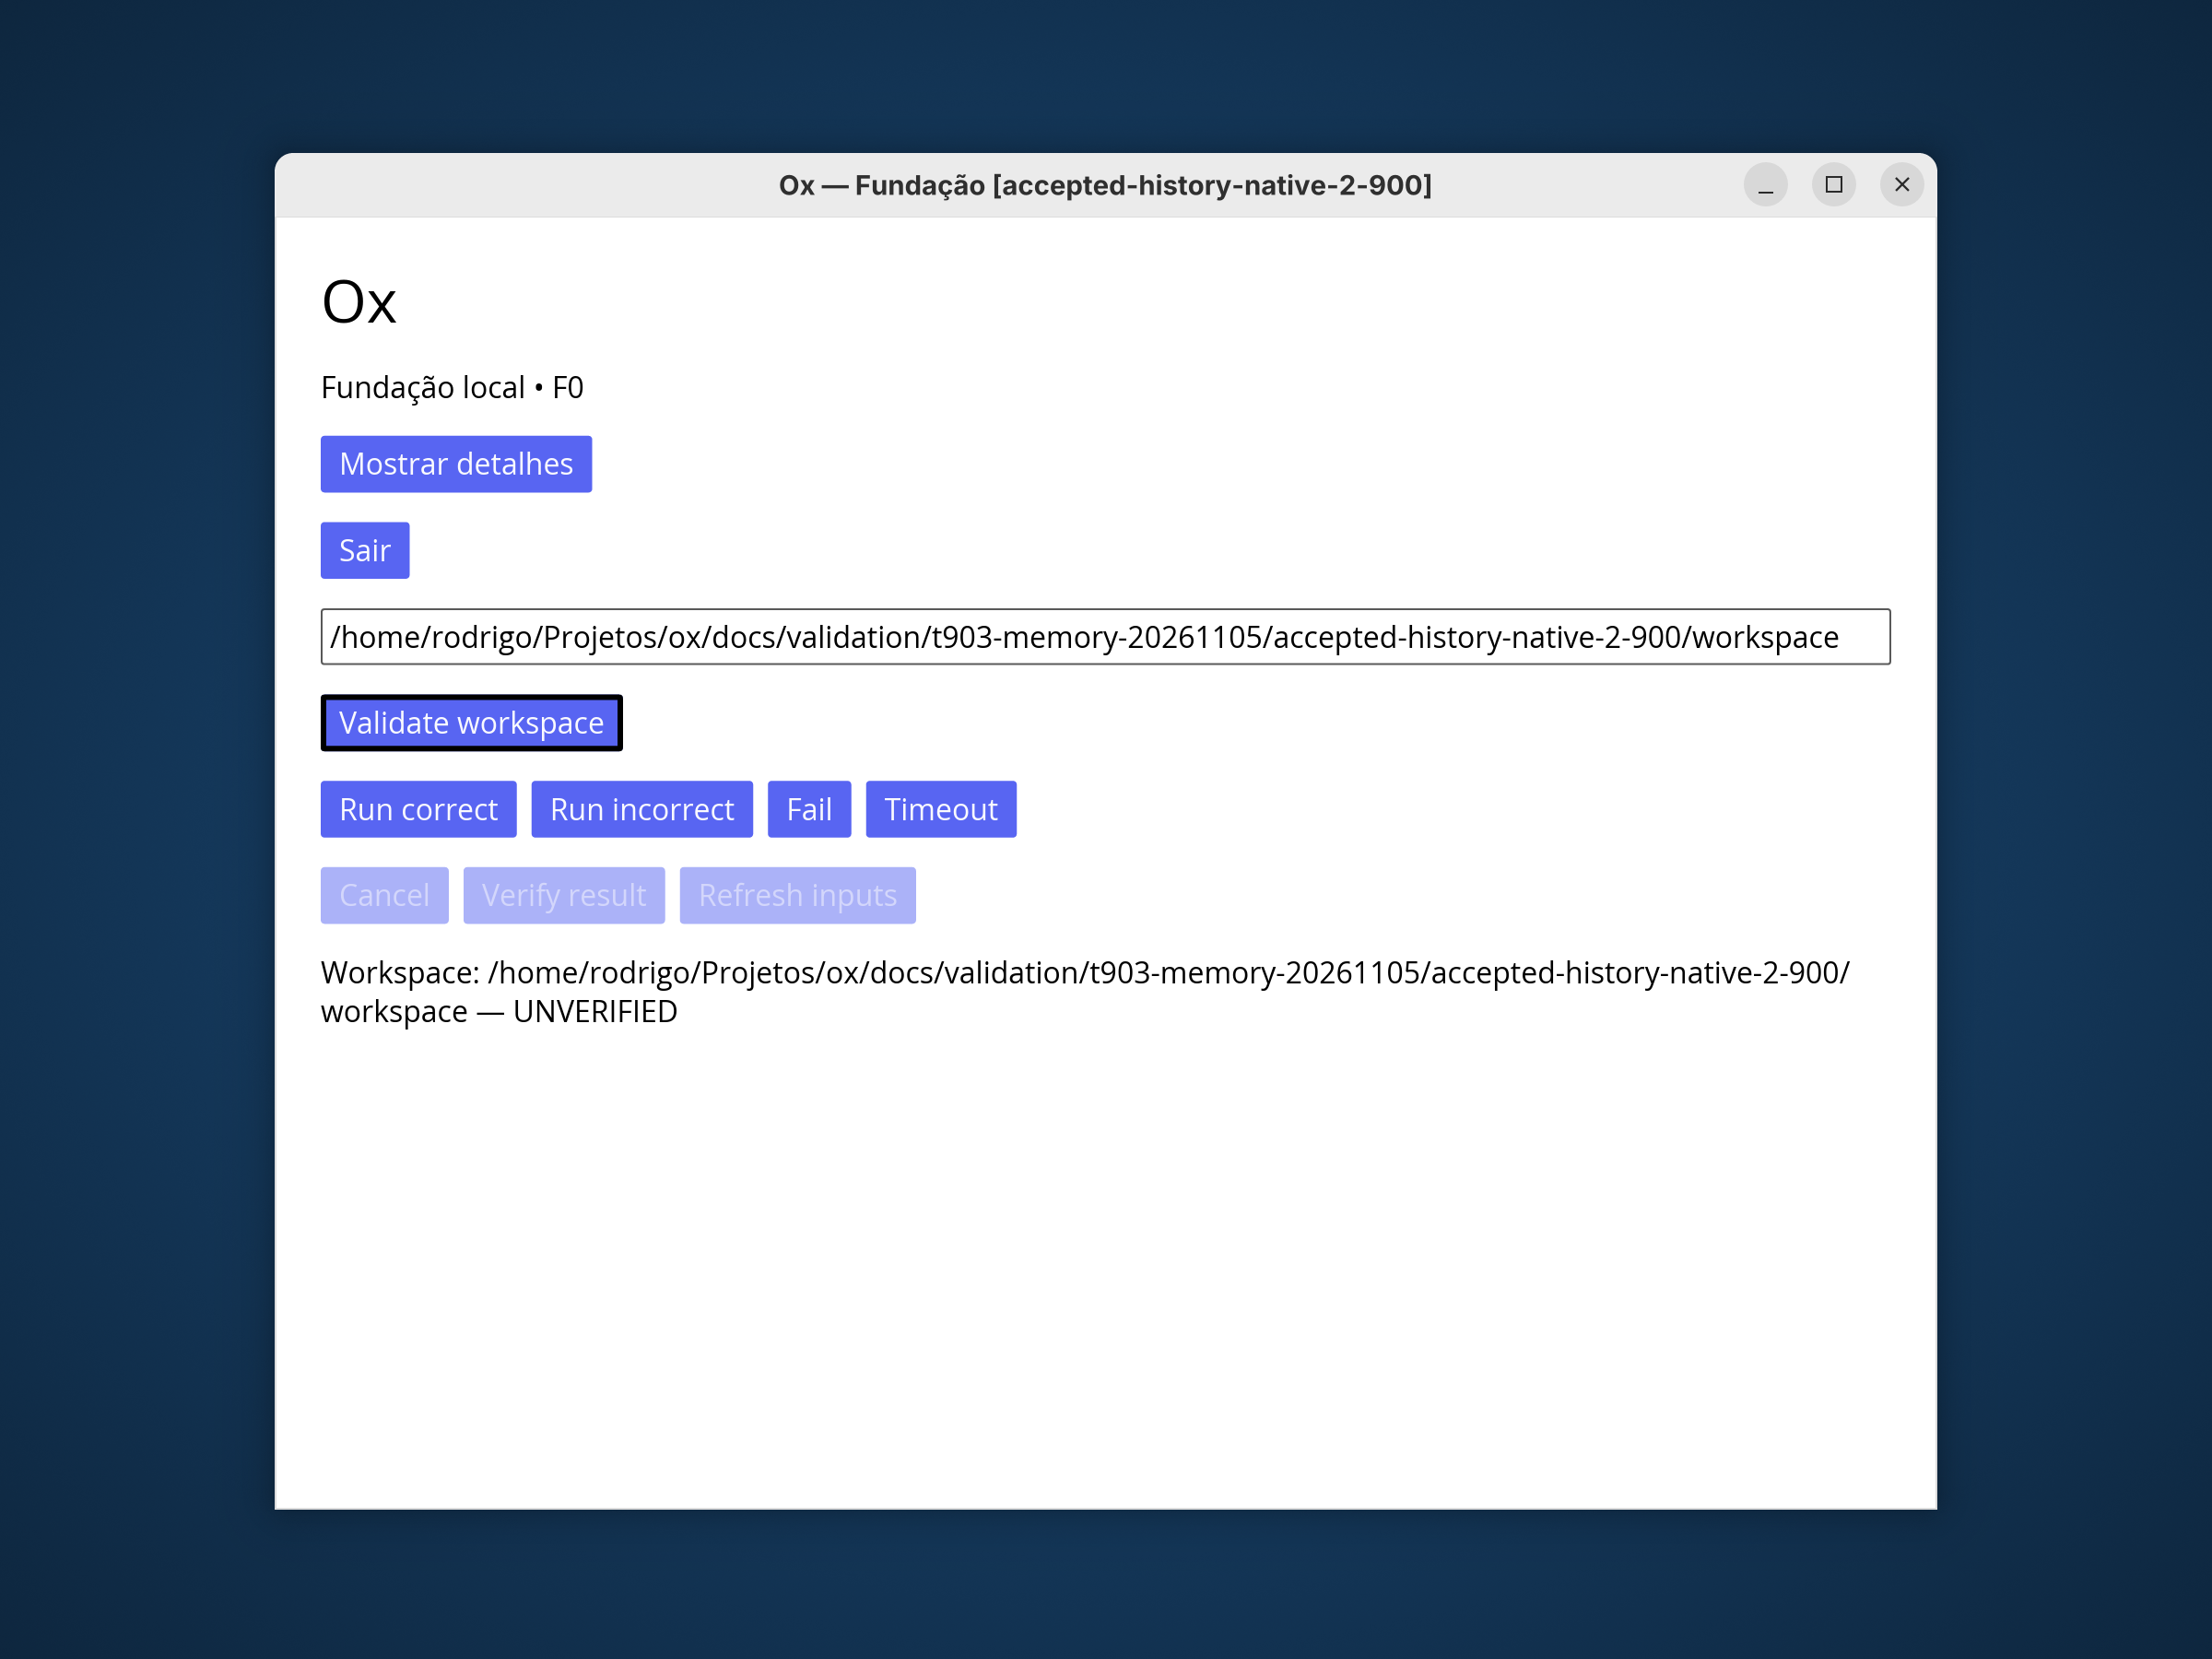 Ox — Fundação [accepted-history-native-2-900]
Ox
Fundação local • F0
Mostrar detalhes
Sair
/home/rodrigo/Projetos/ox/docs/validation/t903-memory-20261105/accepted-history-native-2-900/workspace
Validate workspace
Run correct Run incorrect Fail Timeout
Cancel Verify result Refresh inputs
Workspace: /home/rodrigo/Projetos/ox/docs/validation/t903-memory-20261105/accepted-history-native-2-900/
workspace — UNVERIFIED